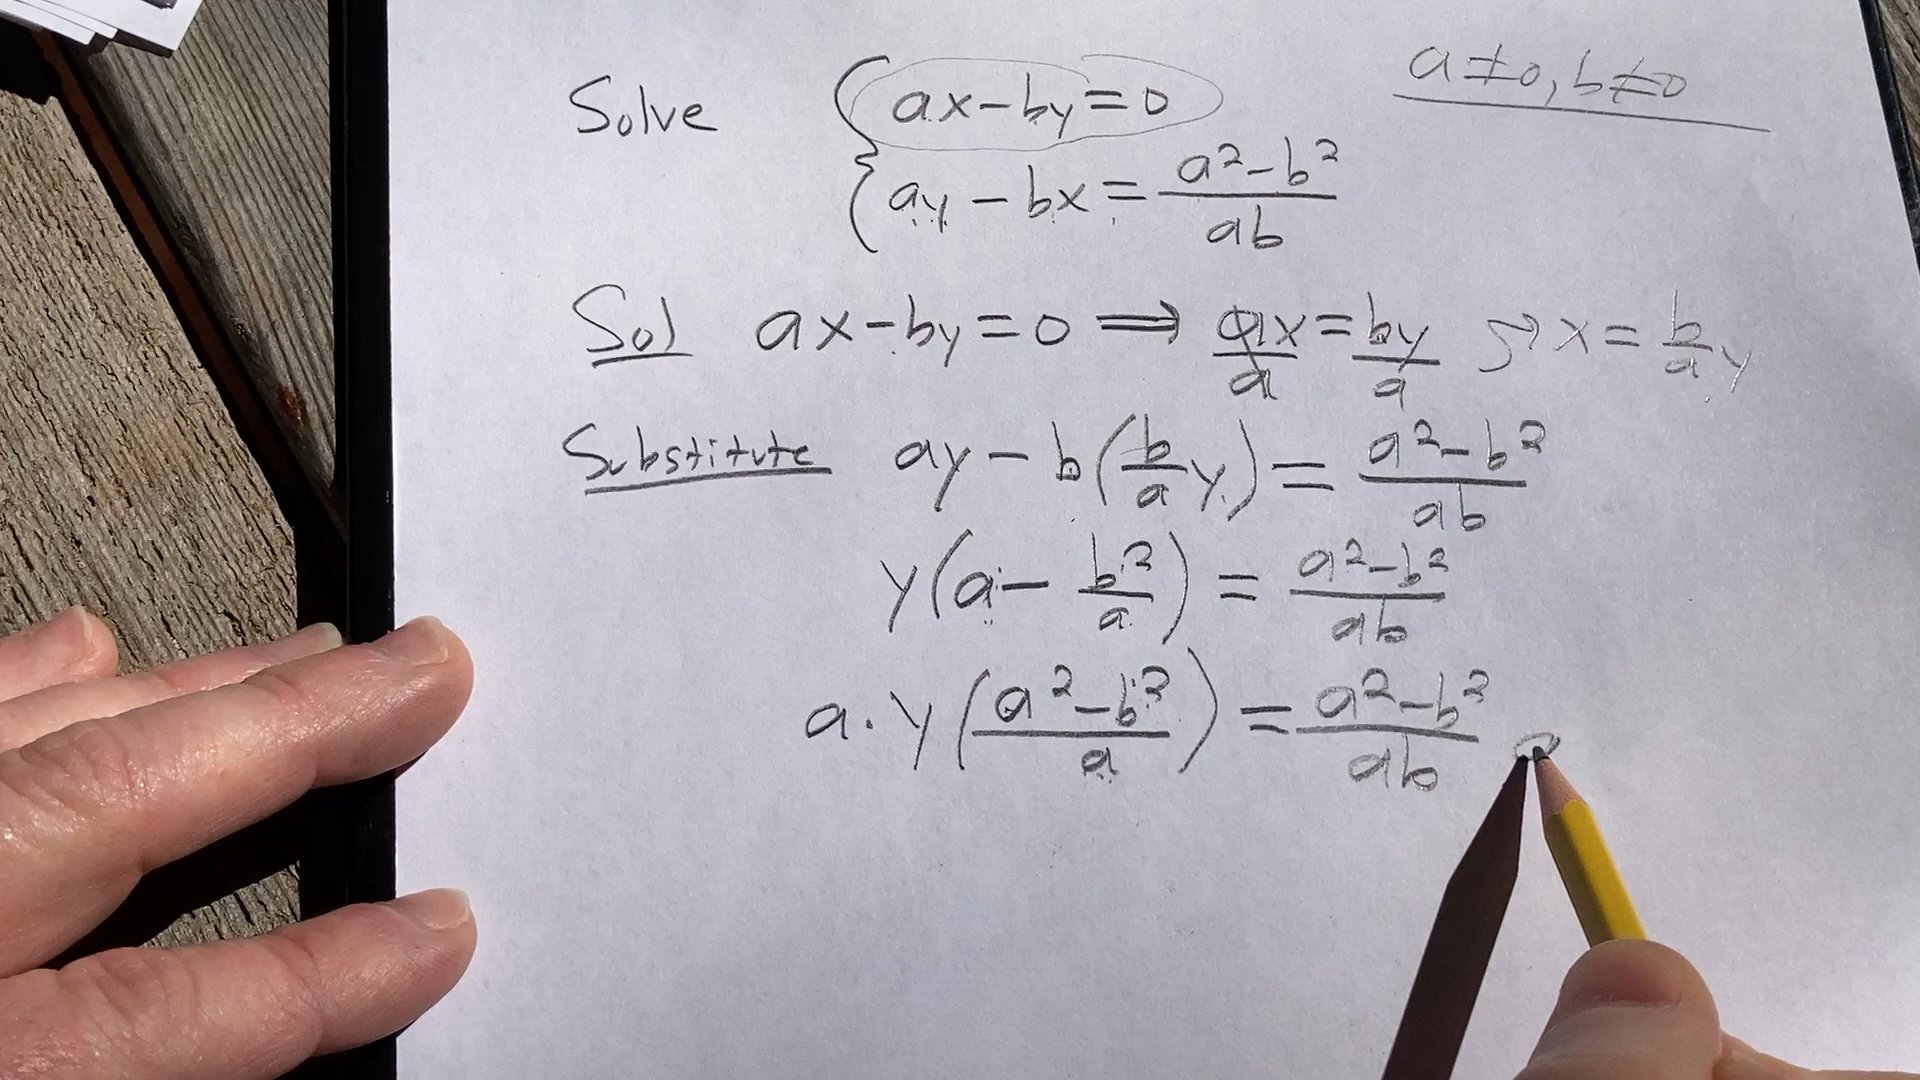 Solve { ax - by = 0     a ≠ 0, b ≠ 0
ay - bx = (a² - b²)/(ab)
Sol ax - by = 0 ⟹ ax/a = by/a → x = (b/a)y
Substitute ay - b((b/a)y) = (a² - b²)/(ab)
y(a - b²/a) = (a² - b²)/(ab)
a · y((a² - b²)/a) = (a² - b²)/(ab)